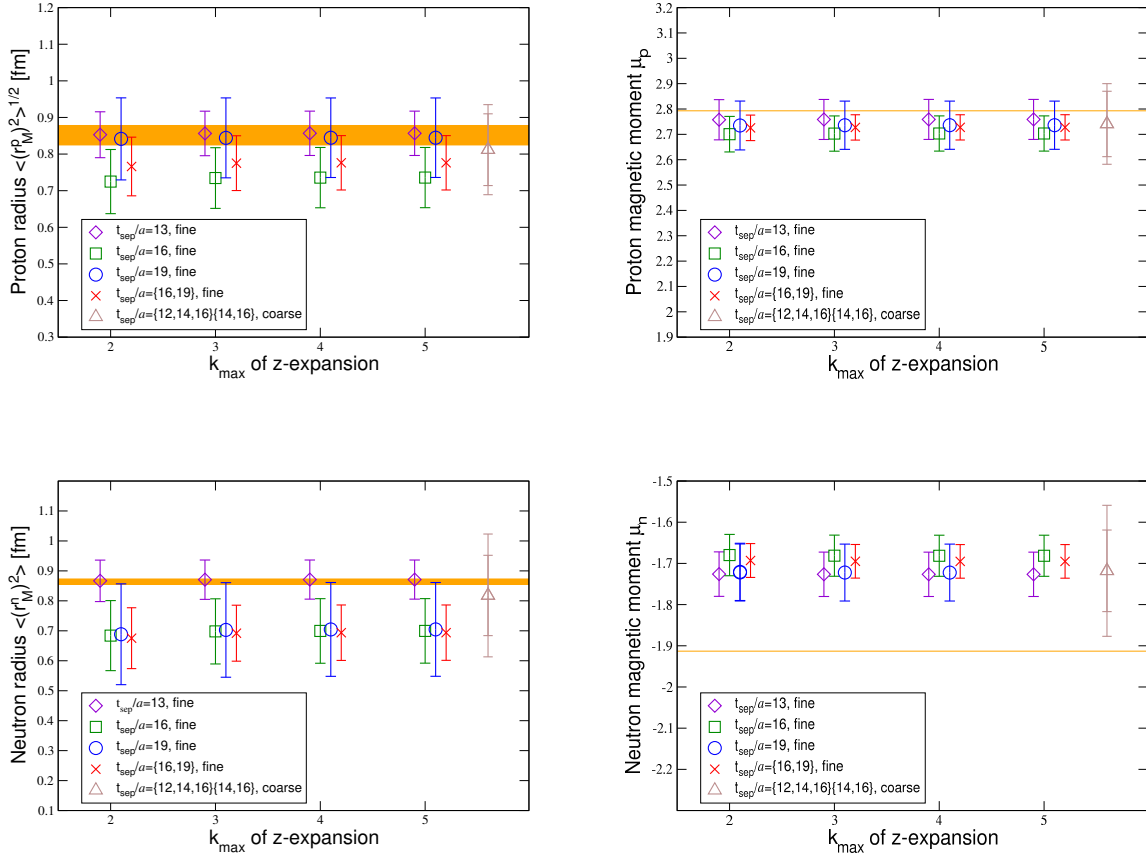 Proton radius <(r^p_M)^2>^1/2 [fm]
1.2
1.1
1
0.9
0.8
0.7
0.6
0.5
0.4
0.3
t_sep/a=13, fine
t_sep/a=16, fine
t_sep/a=19, fine
t_sep/a={16,19}, fine
t_sep/a={12,14,16}{14,16}, coarse
2 3 4 5
k_max of z-expansion
Proton magnetic moment μ_p
3.2
3.1
3
2.9
2.8
2.7
2.6
2.5
2.4
2.3
2.2
2.1
2
1.9
t_sep/a=13, fine
t_sep/a=16, fine
t_sep/a=19, fine
t_sep/a={16,19}, fine
t_sep/a={12,14,16}{14,16}, coarse
2 3 4 5
k_max of z-expansion
Neutron radius <(r^n_M)^2> [fm]
1.1
1
0.9
0.8
0.7
0.6
0.5
0.4
0.3
0.2
0.1
t_sep/a=13, fine
t_sep/a=16, fine
t_sep/a=19, fine
t_sep/a={16,19}, fine
t_sep/a={12,14,16}{14,16}, coarse
2 3 4 5
k_max of z-expansion
Neutron magnetic moment μ_n
-1.5
-1.6
-1.7
-1.8
-1.9
-2
-2.1
-2.2
t_sep/a=13, fine
t_sep/a=16, fine
t_sep/a=19, fine
t_sep/a={16,19}, fine
t_sep/a={12,14,16}{14,16}, coarse
2 3 4 5
k_max of z-expansion